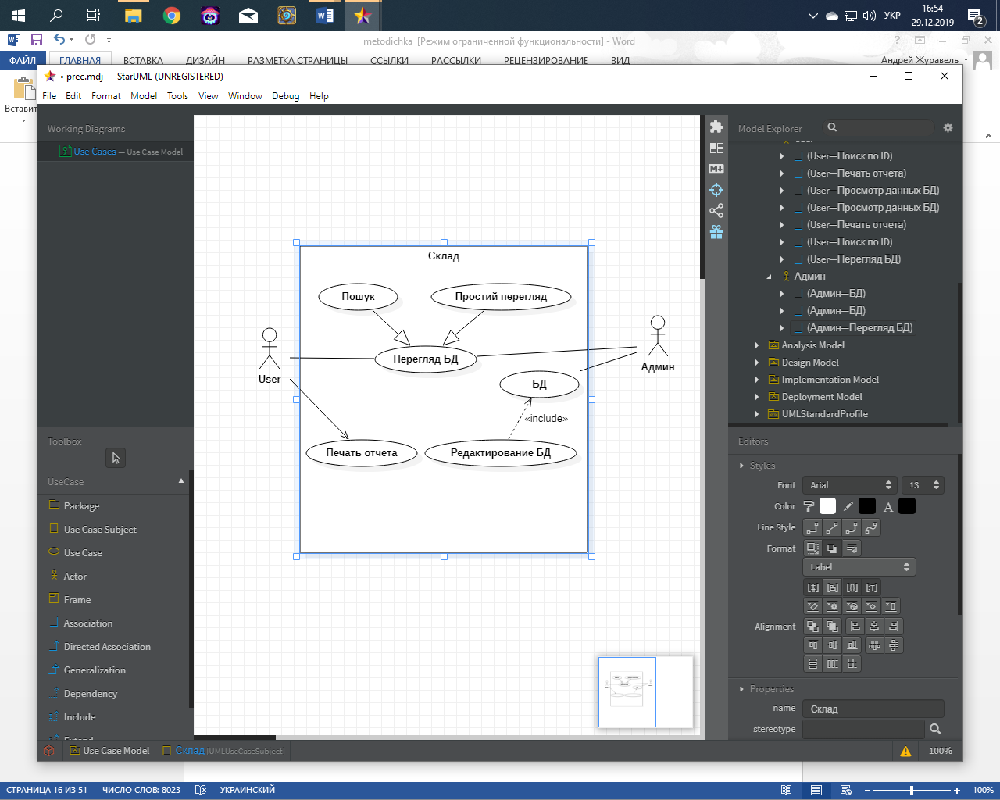 16:54
УКР
29.12.2019
2
metodichka [Режим ограниченной функциональности] - Word
ФАЙЛ ГЛАВНАЯ ВСТАВКА ДИЗАЙН РАЗМЕТКА СТРАНИЦЫ ССЫЛКИ РАССЫЛКИ РЕЦЕНЗИРОВАНИЕ ВИД Андрей Журавель
Вставит
• prec.mdj — StarUML (UNREGISTERED)
File Edit Format Model Tools View Window Debug Help
Working Diagrams
Use Cases — Use Case Model
Toolbox
UseCase
Package
Use Case Subject
Use Case
Actor
Frame
Association
Directed Association
Generalization
Dependency
Include
Extend
Склад
Пошук
Простий перегляд
Перегляд БД
User
Админ
БД
«include»
Печать отчета
Редактирование БД
Model Explorer
User
(User—Поиск по ID)
(User—Печать отчета)
(User—Просмотр данных БД)
(User—Просмотр данных БД)
(User—Печать отчета)
(User—Поиск по ID)
(User—Перегляд БД)
Админ
(Админ—БД)
(Админ—БД)
(Админ—Перегляд БД)
Analysis Model
Design Model
Implementation Model
Deployment Model
UMLStandardProfile
Editors
Styles
Font Arial 13
Color
Line Style
Format
Label
Alignment
Properties
name Склад
stereotype —
Use Case Model
Склад [UMLUseCaseSubject]
100%
СТРАНИЦА 16 ИЗ 51 ЧИСЛО СЛОВ: 8023 УКРАИНСКИЙ 100%